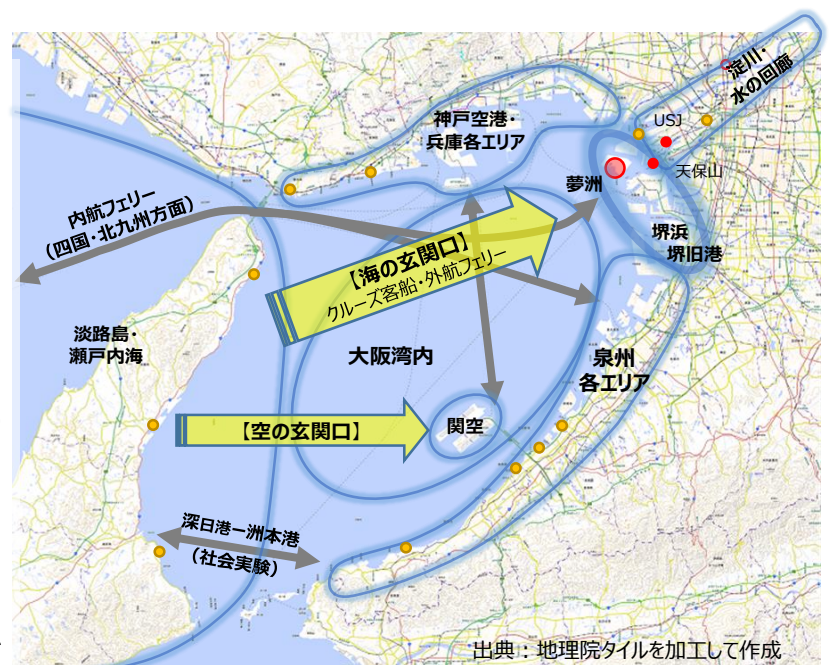 淀川・
水の回廊
USJ
神戸空港・
兵庫各エリア
天保山
夢洲
内航フェリー
（四国・北九州方面）
堺浜
堺旧港
【海の玄関口】
クルーズ客船・外航フェリー
淡路島・
瀬戸内海
大阪湾内
泉州
各エリア
【空の玄関口】
関空
深日港ー洲本港
（社会実験）
出典：地理院タイルを加工して作成